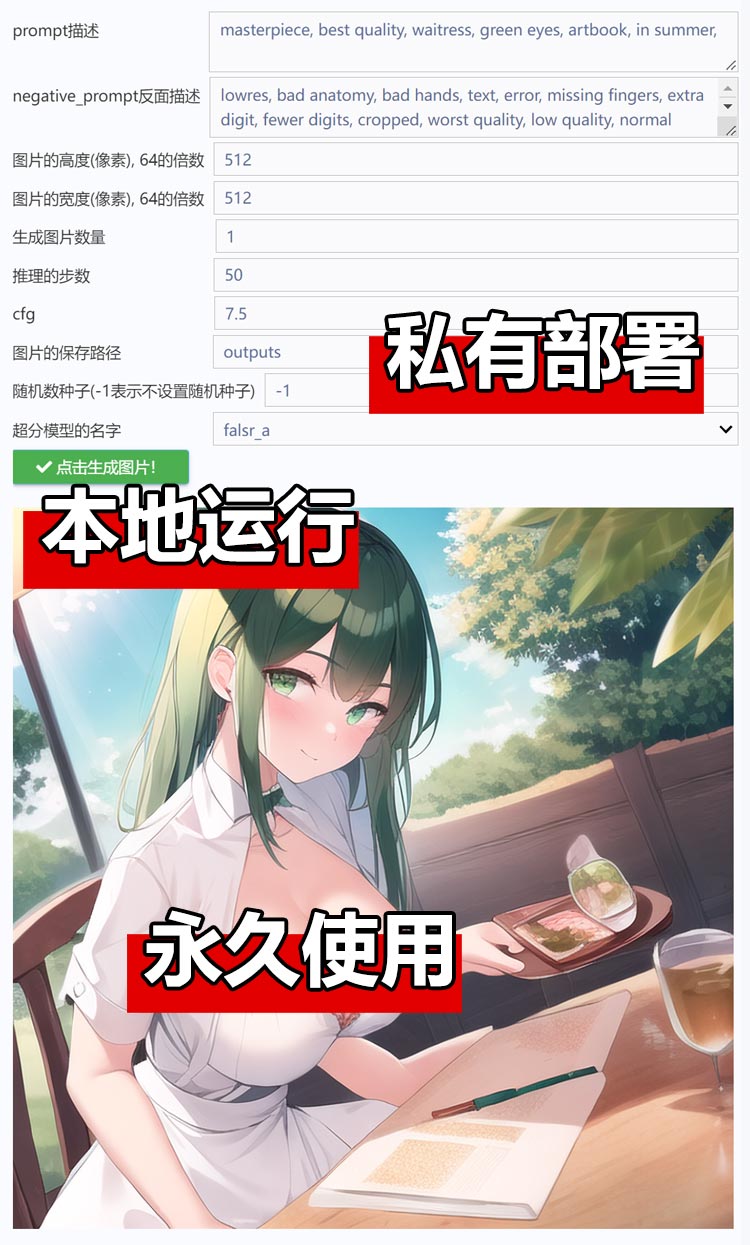 prompt描述
masterpiece, best quality, waitress, green eyes, artbook, in summer,
negative_prompt反面描述
lowres, bad anatomy, bad hands, text, error, missing fingers, extra
digit, fewer digits, cropped, worst quality, low quality, normal
图片的高度(像素), 64的倍数
512
图片的宽度(像素), 64的倍数
512
生成图片数量
1
推理的步数
50
cfg
7.5
私有部署
图片的保存路径
outputs
随机数种子(-1表示不设置随机种子)
-1
超分模型的名字
falsr_a
点击生成图片!
本地运行
永久使用